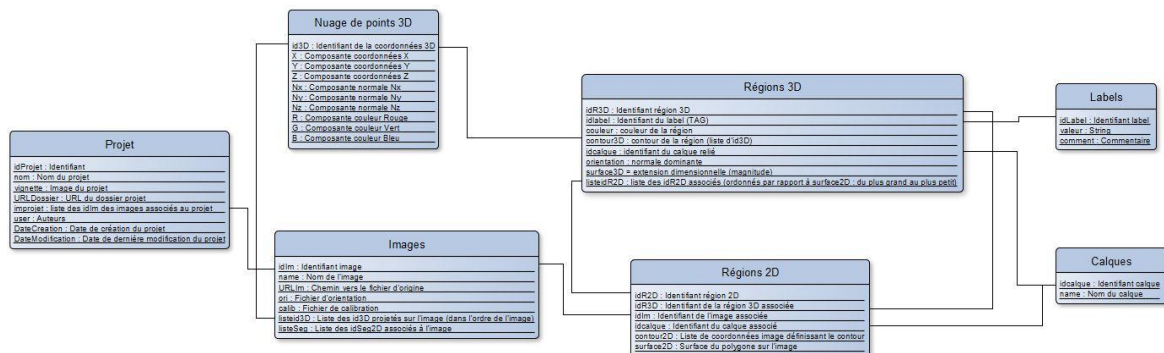 Nuage de points 3D
id3D : Identifiant de la coordonnées 3D
X : Composante coordonnées X
Y : Composante coordonnées Y
Z : Composante coordonnées Z
Nx : Composante normale Nx
Ny : Composante normale Ny
Nz : Composante normale Nz
R : Composante couleur Rouge
G : Composante couleur Vert
B : Composante couleur Bleu
Projet
idProjet : Identifiant
nom : Nom du projet
vignette : Image du projet
URLDossier : URL du dossier projet
improjet : liste des idIm des images associés au projet
user : Auteurs
DateCreation : Date de création du projet
DateModification : Date de dernière modification du projet
Images
idIm : Identifiant image
name : Nom de l'image
URLIm : Chemin vers le fichier d'origine
ori : Fichier d'orientation
calib : Fichier de calibration
listeid3D : Liste des id3D projetés sur l'image (dans l'ordre de l'image)
listeSeg : Liste des idSeg2D associés à l'image
Régions 3D
idR3D : Identifiant région 3D
idlabel : Identifiant du label (TAG)
couleur : couleur de la région
contour3D : contour de la région (liste d'id3D)
idcalque : identifiant du calque relié
orientation : normale dominante
surface3D = extension dimensionnelle (magnitude)
listeidR2D : liste des idR2D associés (ordonnés par rapport à surface2D : du plus grand au plus petit)
Régions 2D
idR2D : Identifiant région 2D
idR3D : Identifiant de la région 3D associée
idIm : Identifiant de l'image associée
idcalque : Identifiant du calque associé
contour2D : Liste de coordonnées image définissant le contour
surface2D : Surface du polygone sur l'image
Labels
idLabel : Identifiant label
valeur : String
comment : Commentaire
Calques
idcalque : Identifiant calque
name : Nom du calque